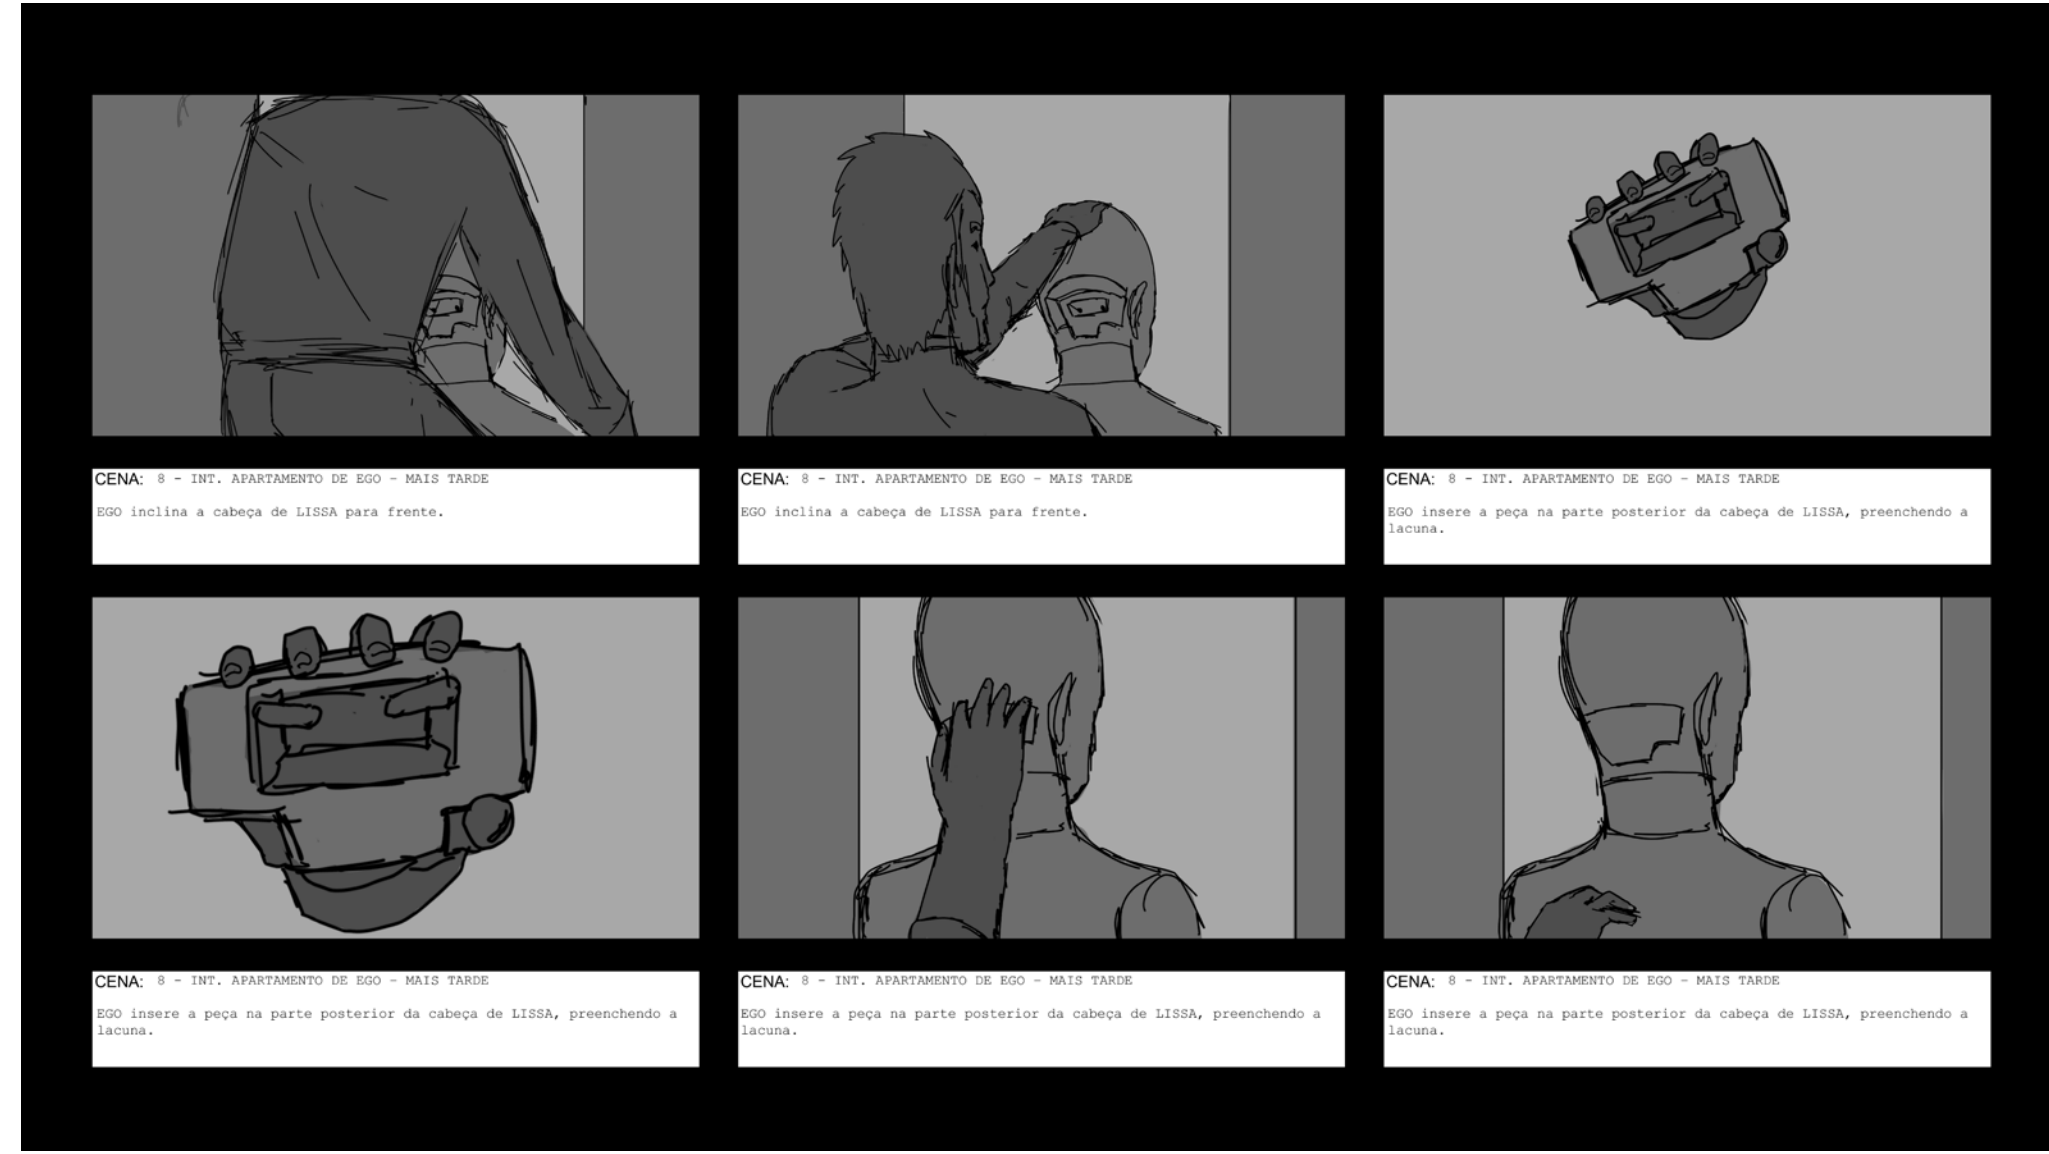 CENA: 8 - INT. APARTAMENTO DE EGO - MAIS TARDE
EGO inclina a cabeça de LISSA para frente.
CENA: 8 - INT. APARTAMENTO DE EGO - MAIS TARDE
EGO inclina a cabeça de LISSA para frente.
CENA: 8 - INT. APARTAMENTO DE EGO - MAIS TARDE
EGO insere a peça na parte posterior da cabeça de LISSA, preenchendo a
lacuna.
CENA: 8 - INT. APARTAMENTO DE EGO - MAIS TARDE
EGO insere a peça na parte posterior da cabeça de LISSA, preenchendo a
lacuna.
CENA: 8 - INT. APARTAMENTO DE EGO - MAIS TARDE
EGO insere a peça na parte posterior da cabeça de LISSA, preenchendo a
lacuna.
CENA: 8 - INT. APARTAMENTO DE EGO - MAIS TARDE
EGO insere a peça na parte posterior da cabeça de LISSA, preenchendo a
lacuna.